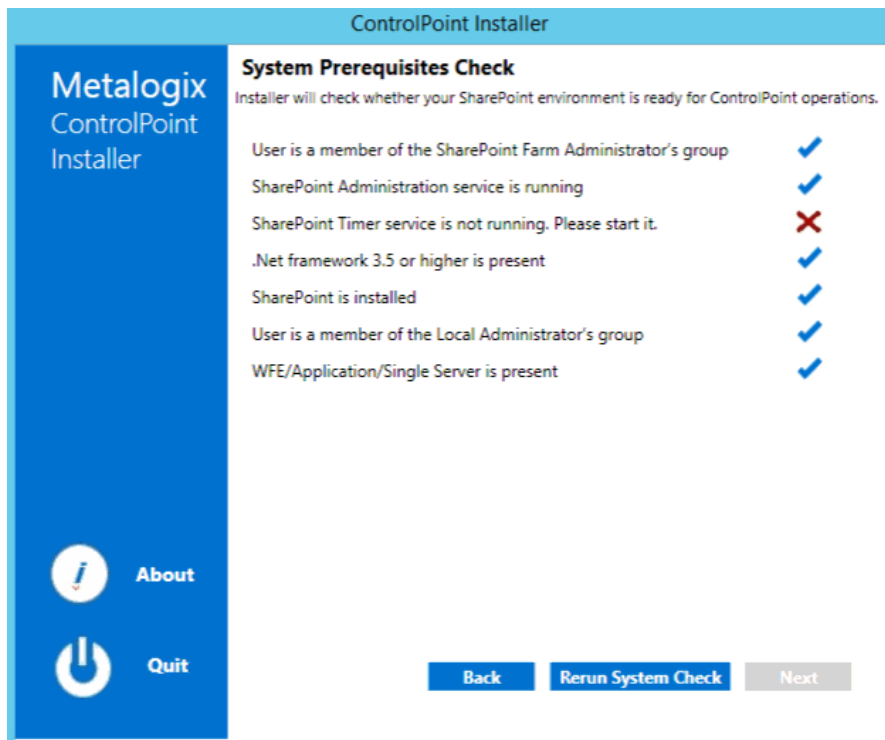 ControlPoint Installer
Metalogix
ControlPoint
Installer
System Prerequisites Check
Installer will check whether your SharePoint environment is ready for ControlPoint operations.
User is a member of the SharePoint Farm Administrator's group
SharePoint Administration service is running
SharePoint Timer service is not running. Please start it.
.Net framework 3.5 or higher is present
SharePoint is installed
User is a member of the Local Administrator's group
WFE/Application/Single Server is present
i
About
Quit
Back
Rerun System Check
Next